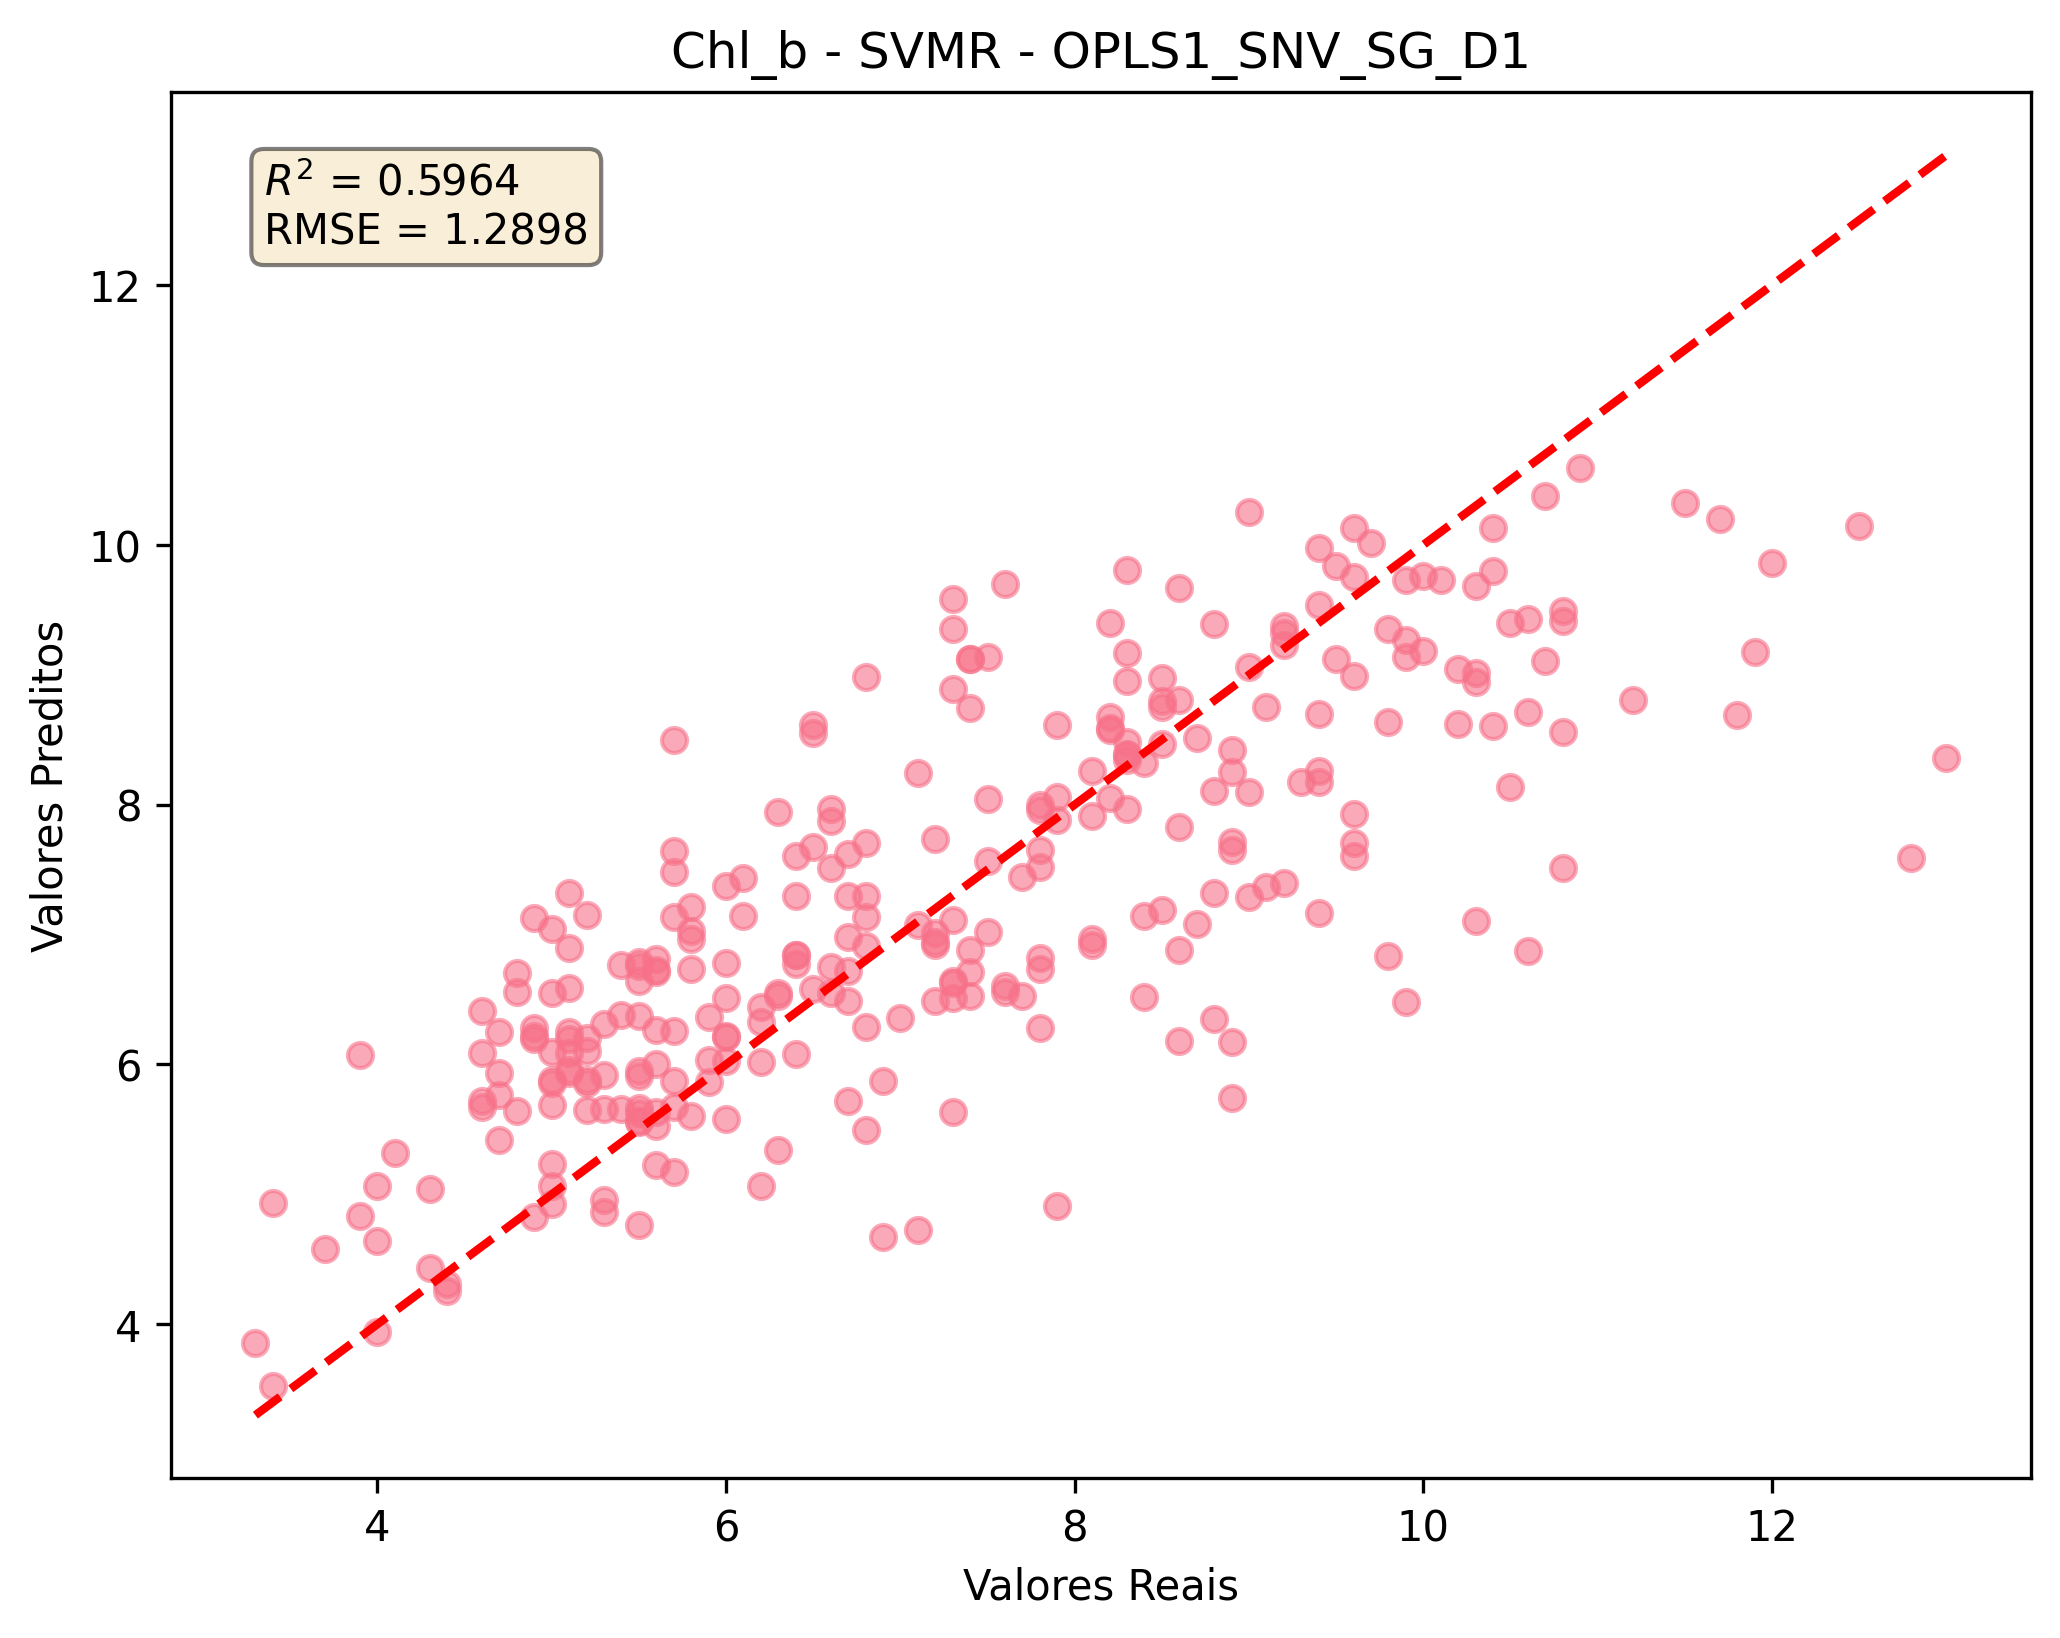 Chl_b - SVMR - OPLS1_SNV_SG_D1
R² = 0.5964
RMSE = 1.2898
Valores Preditos
12
10
8
6
4
4 6 8 10 12
Valores Reais